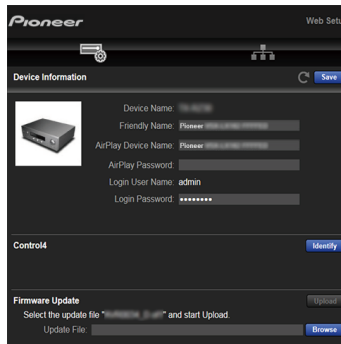 Pioneer
Web Setu
Device Information
Save
Device Name:
Friendly Name: Pioneer
AirPlay Device Name: Pioneer
AirPlay Password:
Login User Name: admin
Login Password: ••••••••
Control4
Identify
Firmware Update
Upload
Select the update file " " and start Upload.
Update File:
Browse